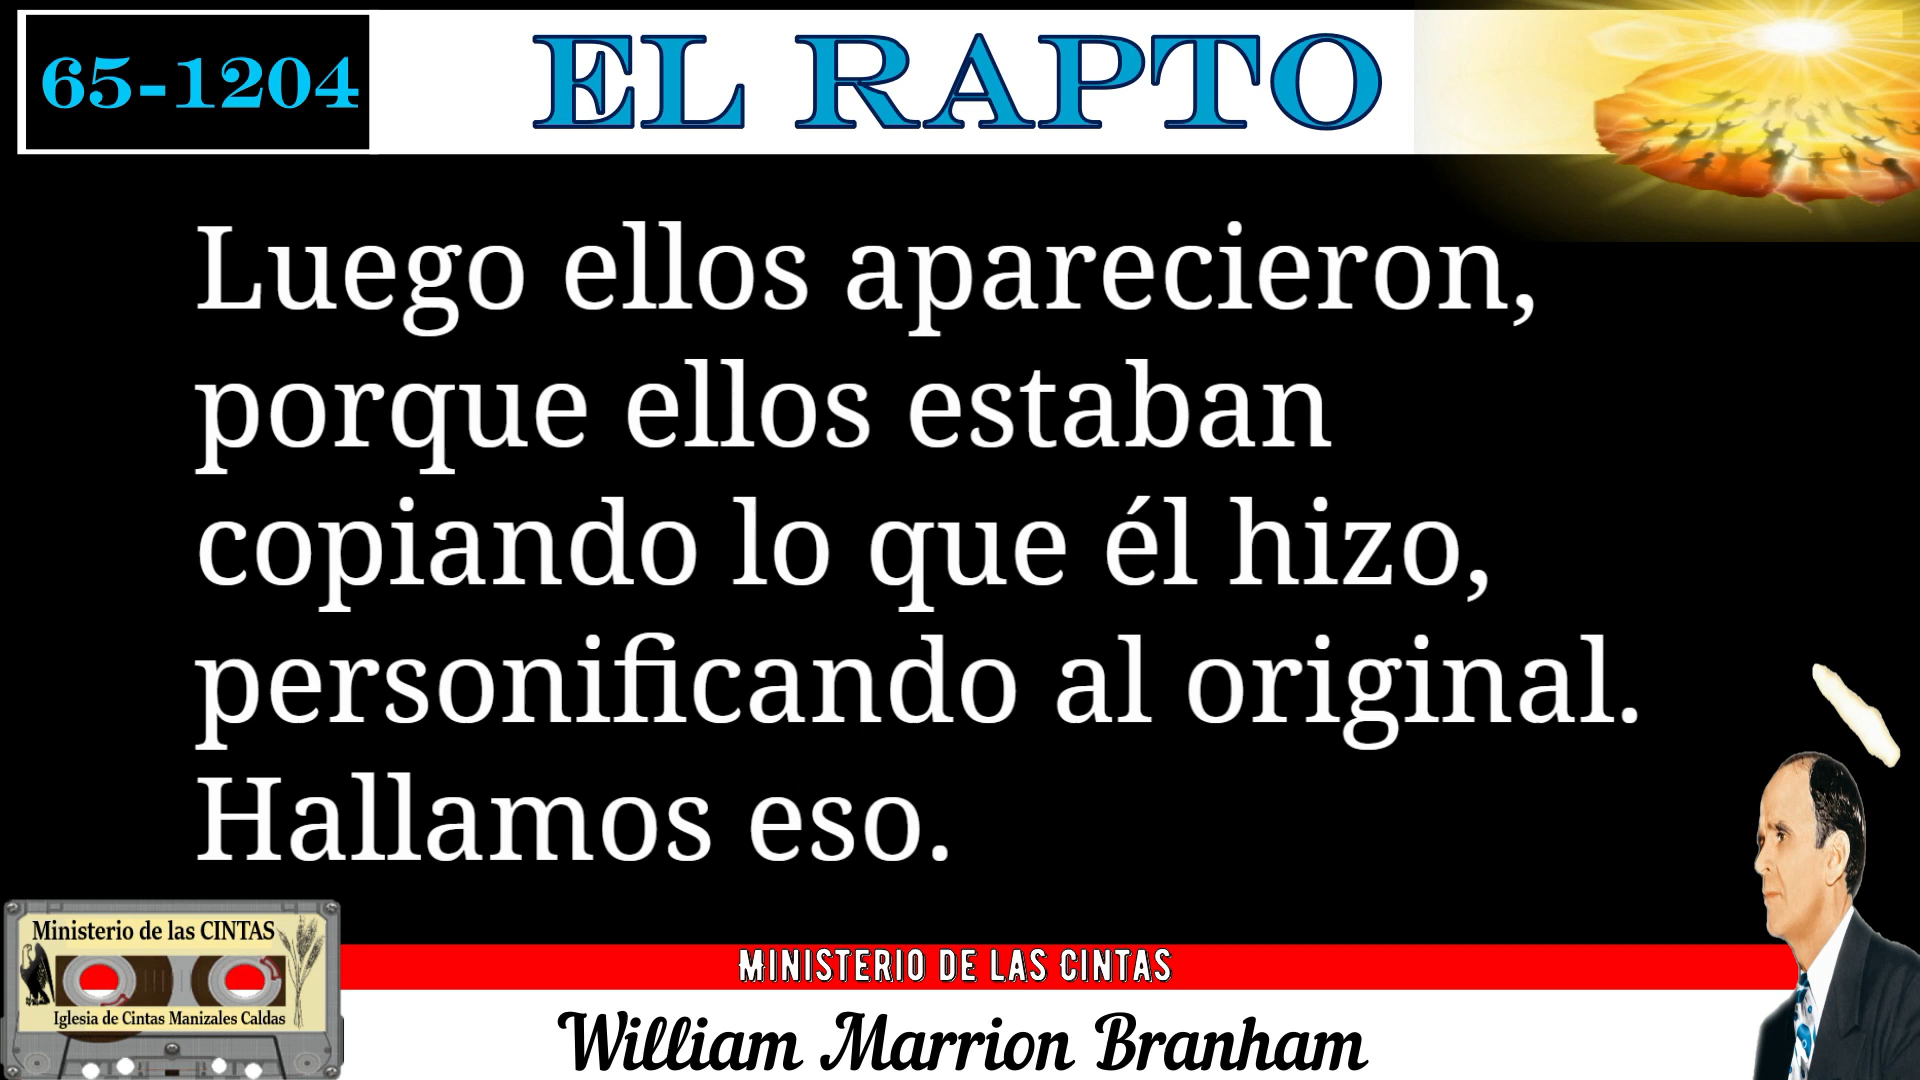 65-1204
EL RAPTO
Luego ellos aparecieron,
porque ellos estaban
copiando lo que él hizo,
personificando al original.
Hallamos eso.
Ministerio de las CINTAS
Iglesia de Cintas Manizales Caldas
MINISTERIO DE LAS CINTAS
William Marrion Branham